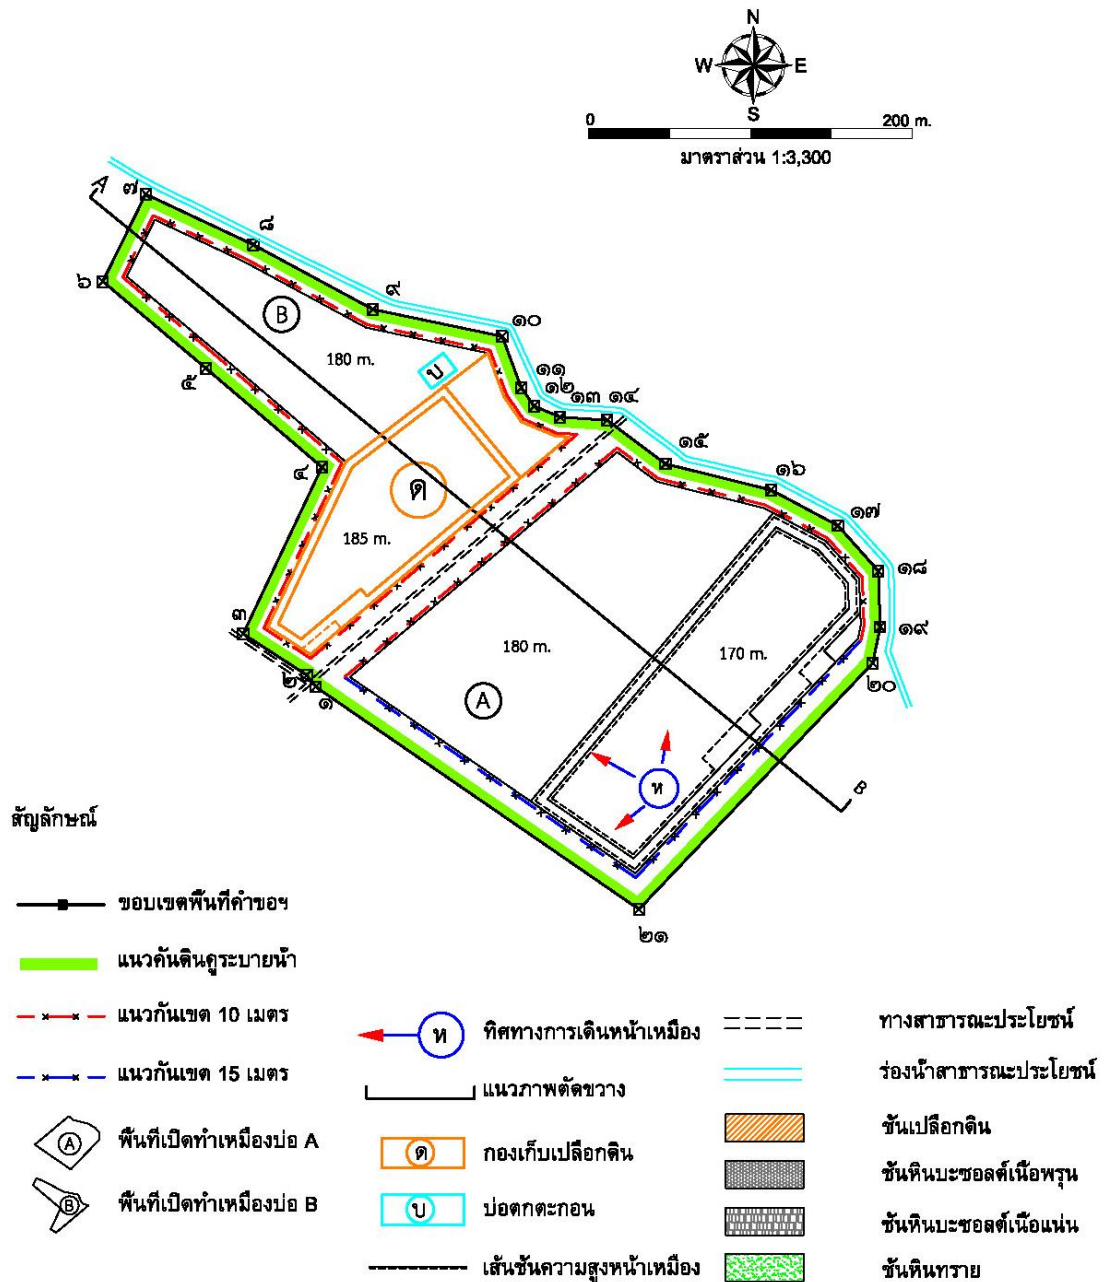 N
W E
S
0 200 m.
มาตราส่วน 1:3,300
A
๗
๘
๖
๙
B
๑๐
180 m.
๕
บ
๑๑
๑๒
๑๓
๑๔
๑๕
๔
ด
๑๖
185 m.
๑๗
๑๘
๓
๑๙
180 m.
170 m.
๒
๑
๒๐
A
ห
B
๒๑
สัญลักษณ์
ขอบเขตพื้นที่คำขอฯ
แนวคันดินคูระบายน้ำ
แนวกันเขต 10 เมตร
แนวกันเขต 15 เมตร
A พื้นที่เปิดทำเหมืองบ่อ A
B พื้นที่เปิดทำเหมืองบ่อ B
ห ทิศทางการเดินหน้าเหมือง
แนวภาพตัดขวาง
ด กองเก็บเปลือกดิน
บ บ่อตกตะกอน
เส้นชั้นความสูงหน้าเหมือง
ทางสาธารณะประโยชน์
ร่องน้ำสาธารณะประโยชน์
ชั้นเปลือกดิน
ชั้นหินบะซอลต์เนื้อพรุน
ชั้นหินบะซอลต์เนื้อแน่น
ชั้นหินทราย